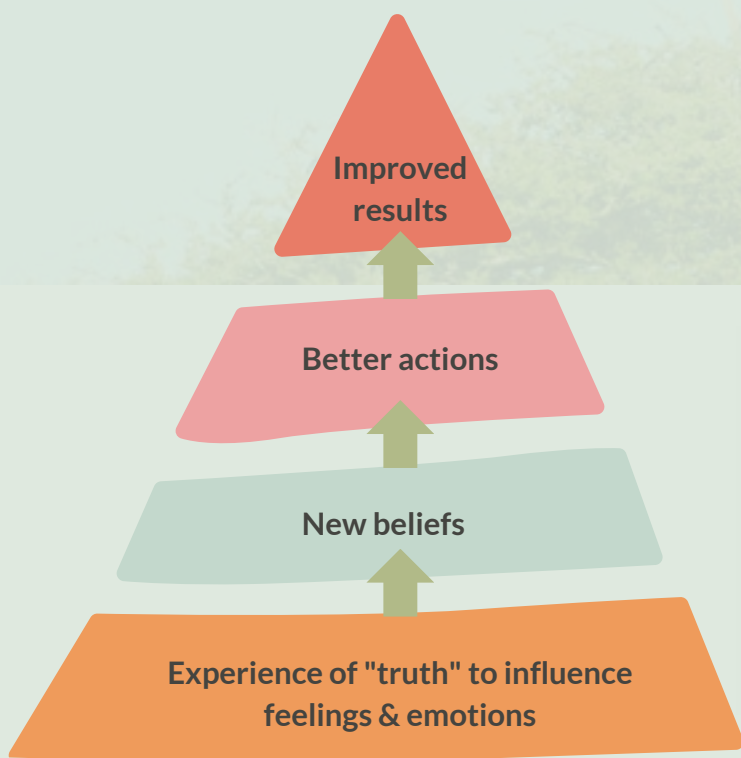 Improved
results
Better actions
New beliefs
Experience of "truth" to influence
feelings & emotions